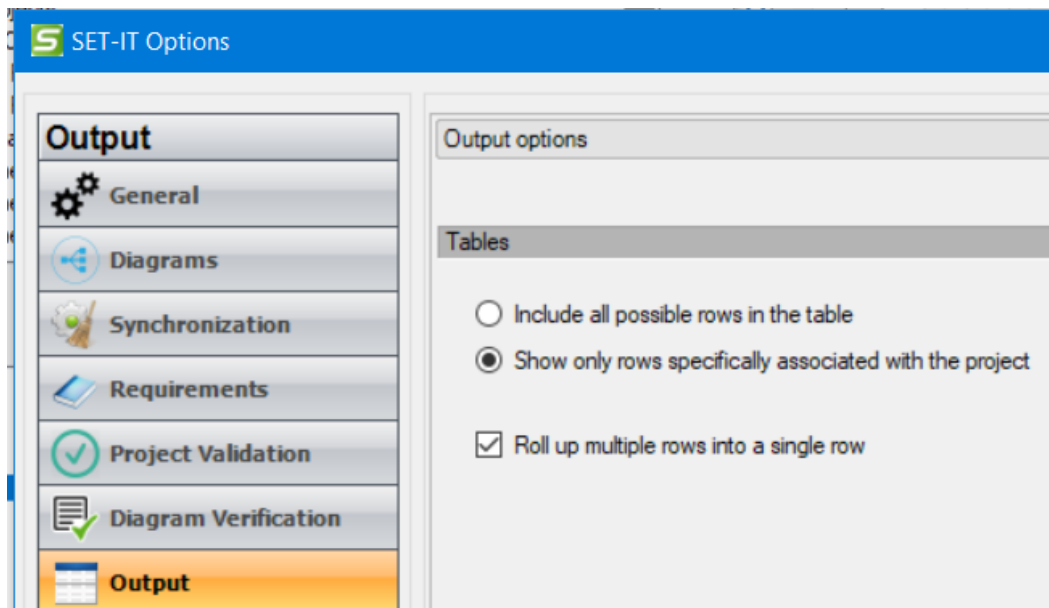 SET-IT Options
Output
General
Diagrams
Synchronization
Requirements
Project Validation
Diagram Verification
Output
Output options
Tables
Include all possible rows in the table
Show only rows specifically associated with the project
Roll up multiple rows into a single row